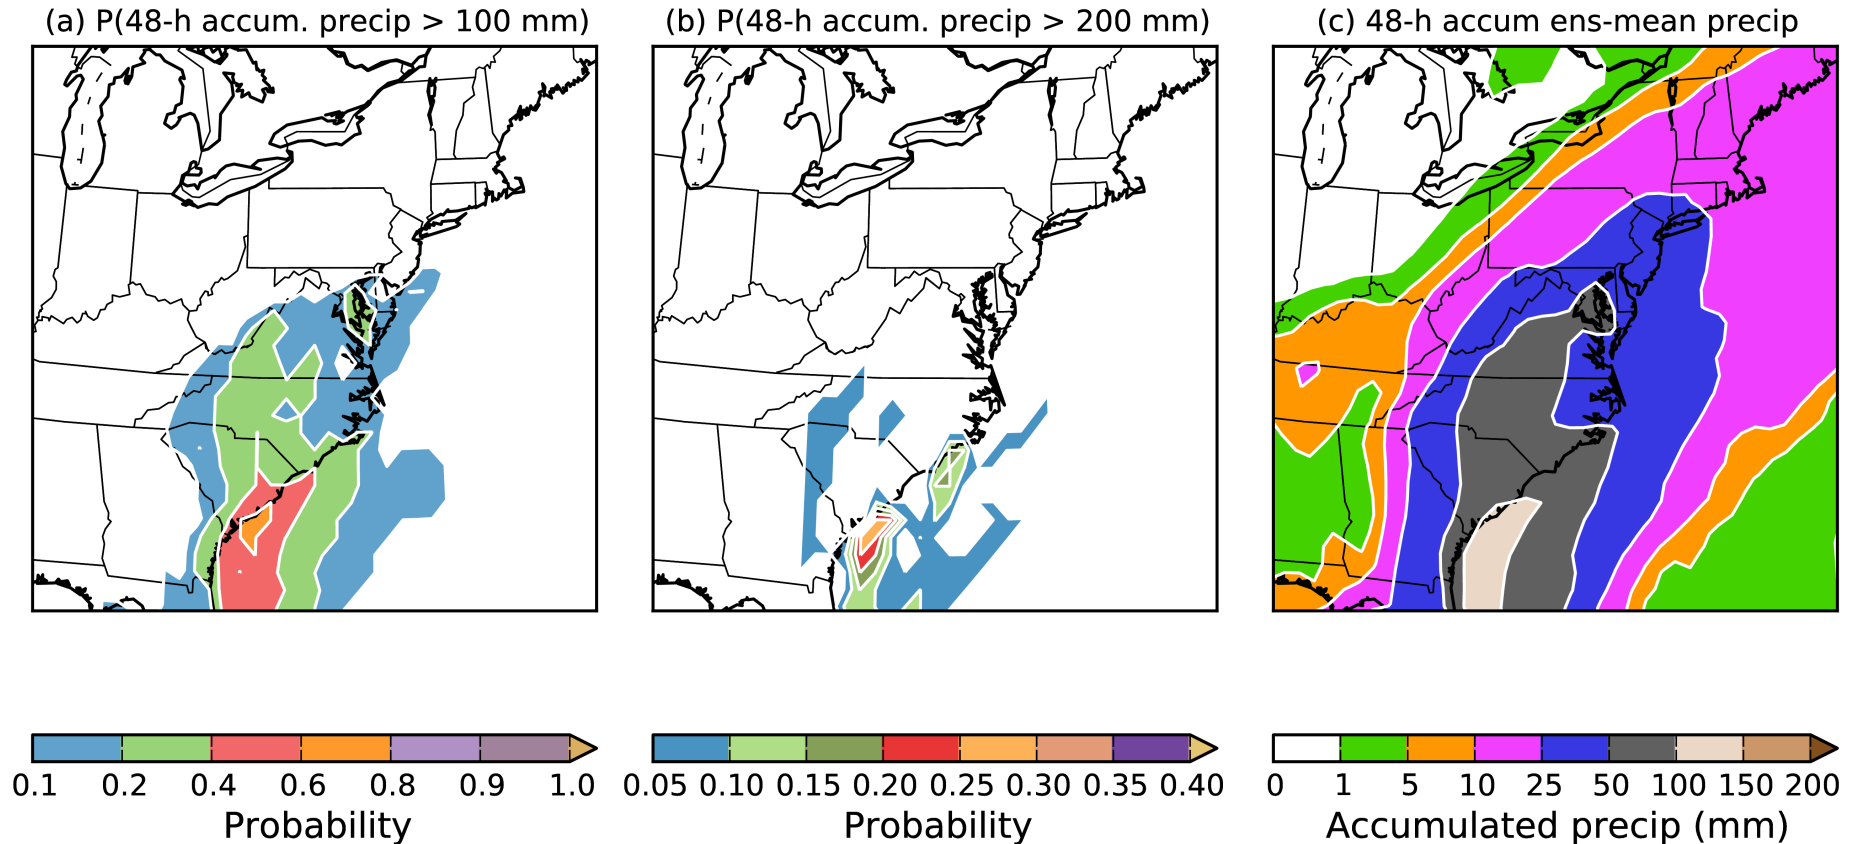 (a) P(48-h accum. precip > 100 mm)
(b) P(48-h accum. precip > 200 mm)
(c) 48-h accum ens-mean precip
0.1 0.2 0.4 0.6 0.8 0.9 1.0
Probability
0.05 0.10 0.15 0.20 0.25 0.30 0.35 0.40
Probability
0 1 5 10 25 50 100 150 200
Accumulated precip (mm)